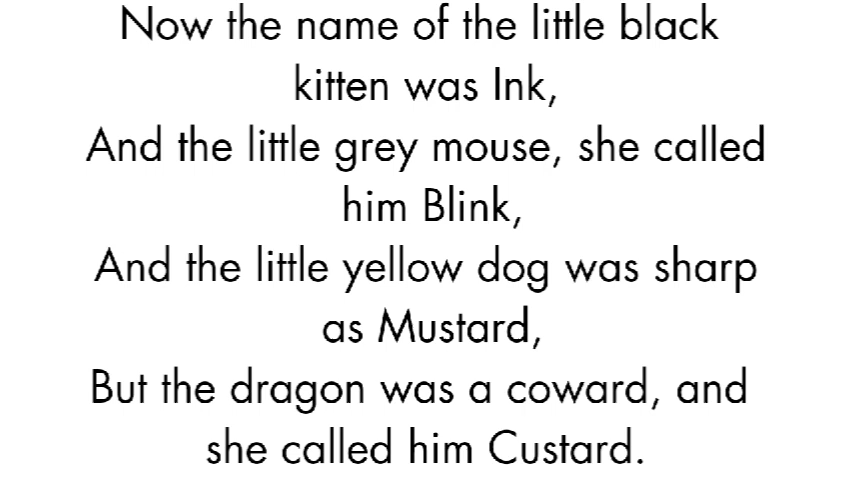 Now the name of the little black
kitten was Ink,
And the little grey mouse, she called
him Blink,
And the little yellow dog was sharp
as Mustard,
But the dragon was a coward, and
she called him Custard.